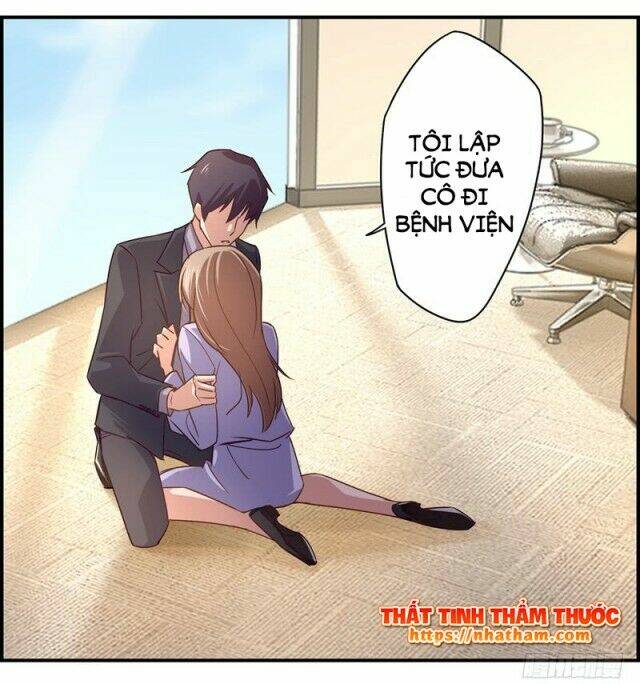 TÔI LẬP
TỨC ĐƯA
CÔ ĐI
BỆNH VIỆN
THẤT TINH THẨM THƯỚC
https://nhatham.com